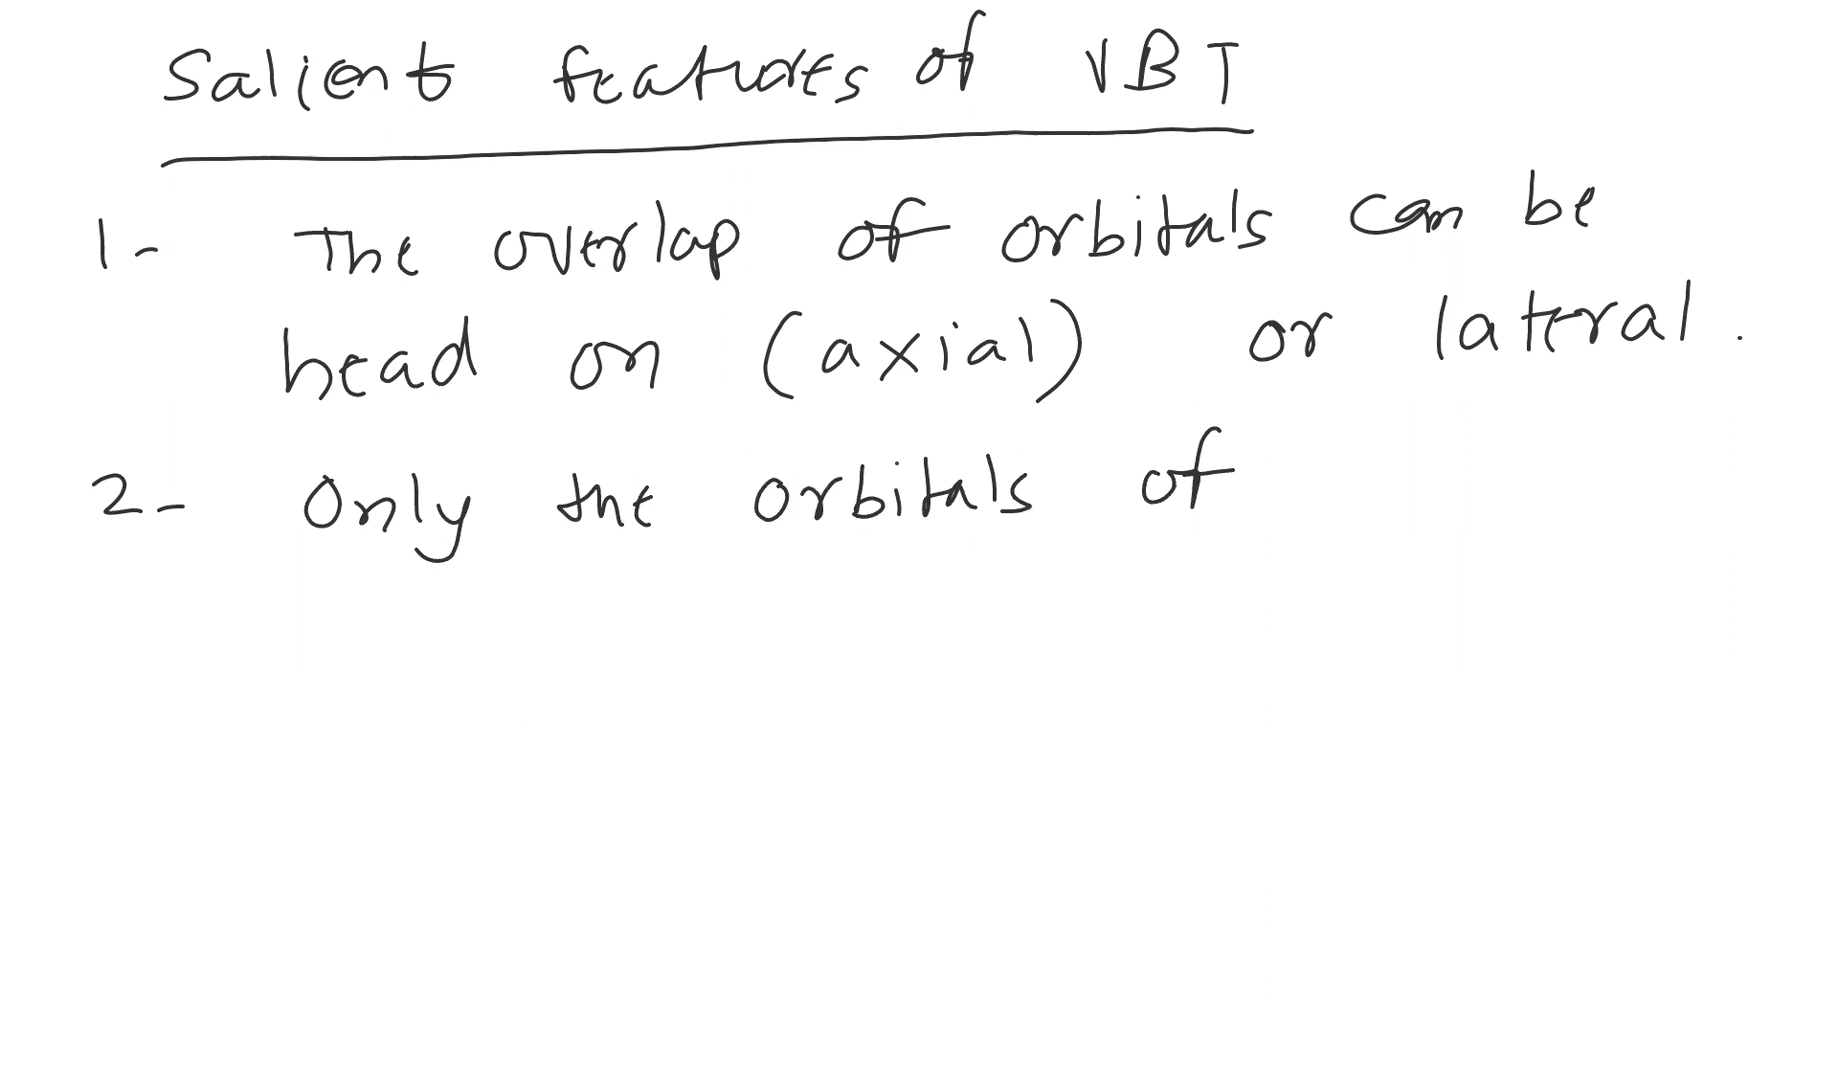 Salient features of VBT
1- The overlap of orbitals can be
head on (axial) or lateral.
2- Only the orbitals of